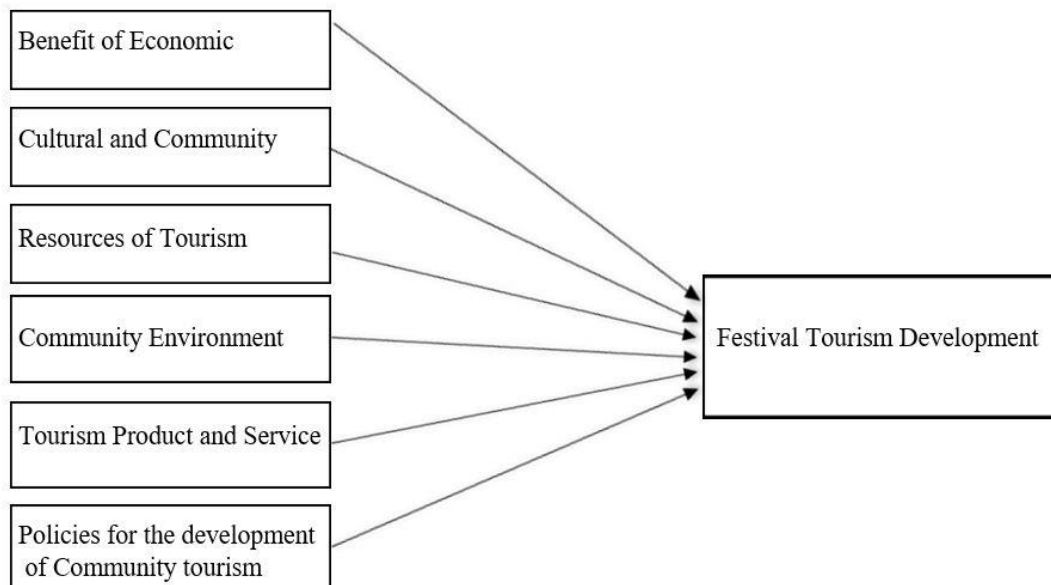 Benefit of Economic
Cultural and Community
Resources of Tourism
Community Environment
Festival Tourism Development
Tourism Product and Service
Policies for the development
of Community tourism